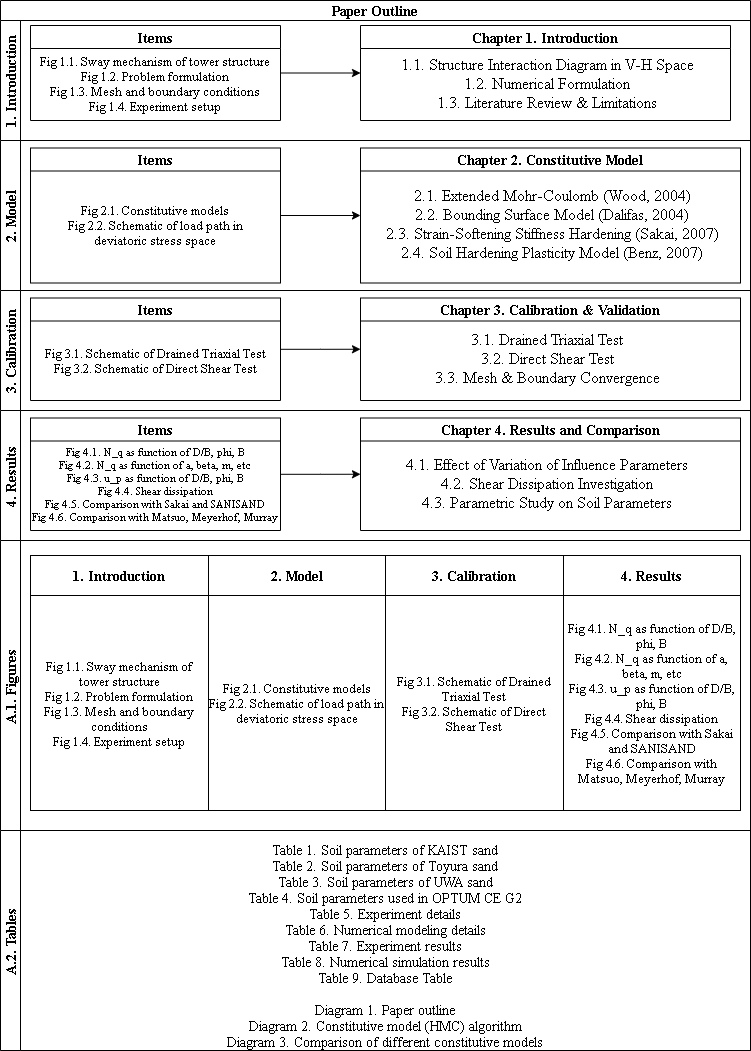 Paper Outline
1. Introduction
Items
Fig 1.1. Sway mechanism of tower structure
Fig 1.2. Problem formulation
Fig 1.3. Mesh and boundary conditions
Fig 1.4. Experiment setup
Chapter 1. Introduction
1.1. Structure Interaction Diagram in V-H Space
1.2. Numerical Formulation
1.3. Literature Review & Limitations
2. Model
Items
Fig 2.1. Constitutive models
Fig 2.2. Schematic of load path in
deviatoric stress space
Chapter 2. Constitutive Model
2.1. Extended Mohr-Coulomb (Wood, 2004)
2.2. Bounding Surface Model (Dalifas, 2004)
2.3. Strain-Softening Stiffness Hardening (Sakai, 2007)
2.4. Soil Hardening Plasticity Model (Benz, 2007)
3. Calibration
Items
Fig 3.1. Schematic of Drained Triaxial Test
Fig 3.2. Schematic of Direct Shear Test
Chapter 3. Calibration & Validation
3.1. Drained Triaxial Test
3.2. Direct Shear Test
3.3. Mesh & Boundary Convergence
4. Results
Items
Fig 4.1. N_q as function of D/B, phi, B
Fig 4.2. N_q as function of a, beta, m, etc
Fig 4.3. u_p as function of D/B, phi, B
Fig 4.4. Shear dissipation
Fig 4.5. Comparison with Sakai and SANISAND
Fig 4.6. Comparison with Matsuo, Meyerhof, Murray
Chapter 4. Results and Comparison
4.1. Effect of Variation of Influence Parameters
4.2. Shear Dissipation Investigation
4.3. Parametric Study on Soil Parameters
A.1. Figures
1. Introduction
Fig 1.1. Sway mechanism of
tower structure
Fig 1.2. Problem formulation
Fig 1.3. Mesh and boundary
conditions
Fig 1.4. Experiment setup
2. Model
Fig 2.1. Constitutive models
Fig 2.2. Schematic of load path in
deviatoric stress space
3. Calibration
Fig 3.1. Schematic of Drained
Triaxial Test
Fig 3.2. Schematic of Direct
Shear Test
4. Results
Fig 4.1. N_q as function of D/B,
phi, B
Fig 4.2. N_q as function of a,
beta, m, etc
Fig 4.3. u_p as function of D/B,
phi, B
Fig 4.4. Shear dissipation
Fig 4.5. Comparison with Sakai
and SANISAND
Fig 4.6. Comparison with
Matsuo, Meyerhof, Murray
A.2. Tables
Table 1. Soil parameters of KAIST sand
Table 2. Soil parameters of Toyura sand
Table 3. Soil parameters of UWA sand
Table 4. Soil parameters used in OPTUM CE G2
Table 5. Experiment details
Table 6. Numerical modeling details
Table 7. Experiment results
Table 8. Numerical simulation results
Table 9. Database Table
Diagram 1. Paper outline
Diagram 2. Constitutive model (HMC) algorithm
Diagram 3. Comparison of different constitutive models